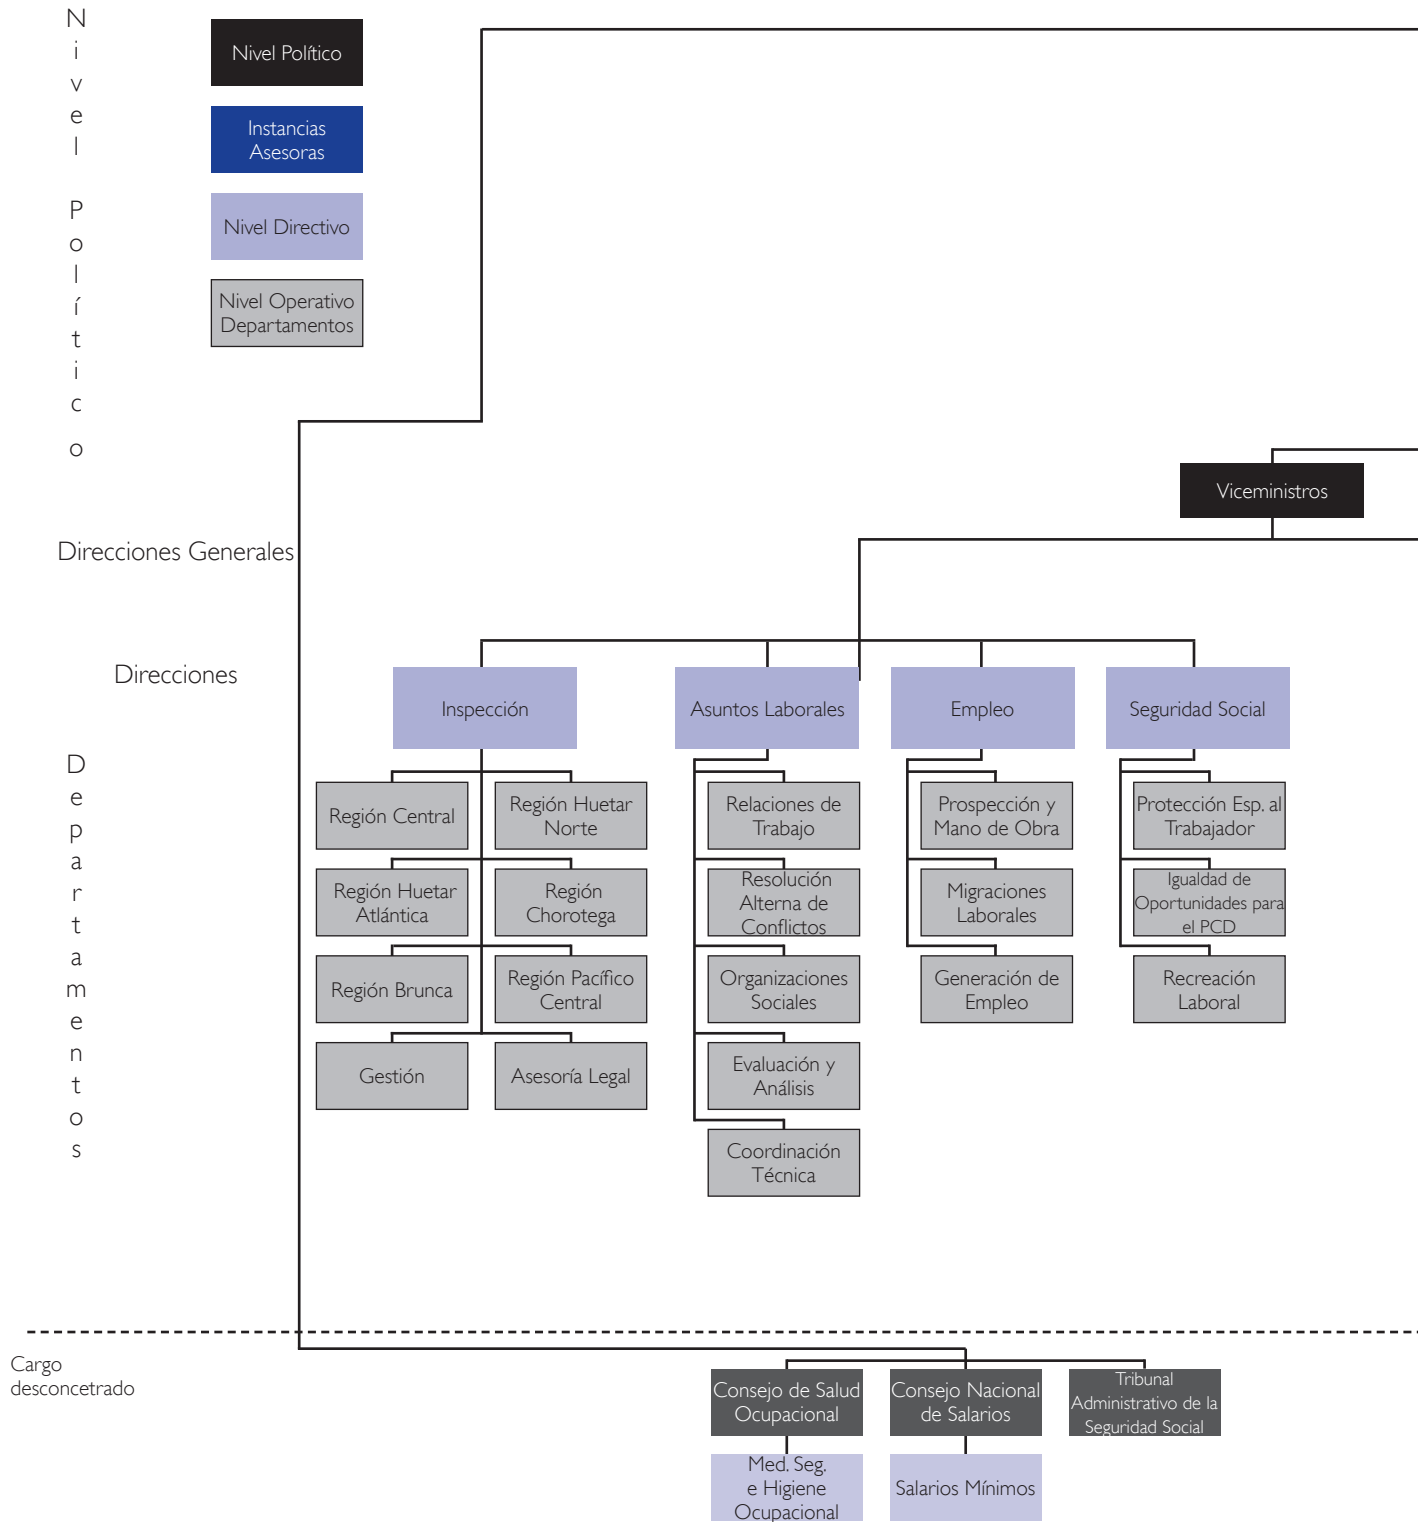 Nivel Político
Nivel Político
Instancias
Asesoras
Nivel Directivo
Nivel Operativo
Departamentos
Viceministros
Direcciones Generales
Direcciones
Inspección
Asuntos Laborales
Empleo
Seguridad Social
Departamentos
Región Central
Región Huetar
Norte
Región Huetar
Atlántica
Región
Chorotega
Región Brunca
Región Pacífico
Central
Gestión
Asesoría Legal
Relaciones de
Trabajo
Resolución
Alterna de
Conflictos
Organizaciones
Sociales
Evaluación y
Análisis
Coordinación
Técnica
Prospección y
Mano de Obra
Migraciones
Laborales
Generación de
Empleo
Protección Esp. al
Trabajador
Igualdad de
Oportunidades para
el PCD
Recreación
Laboral
Cargo
desconcetrado
Consejo de Salud
Ocupacional
Consejo Nacional
de Salarios
Tribunal
Administrativo de la
Seguridad Social
Med. Seg.
e Higiene
Ocupacional
Salarios Mínimos